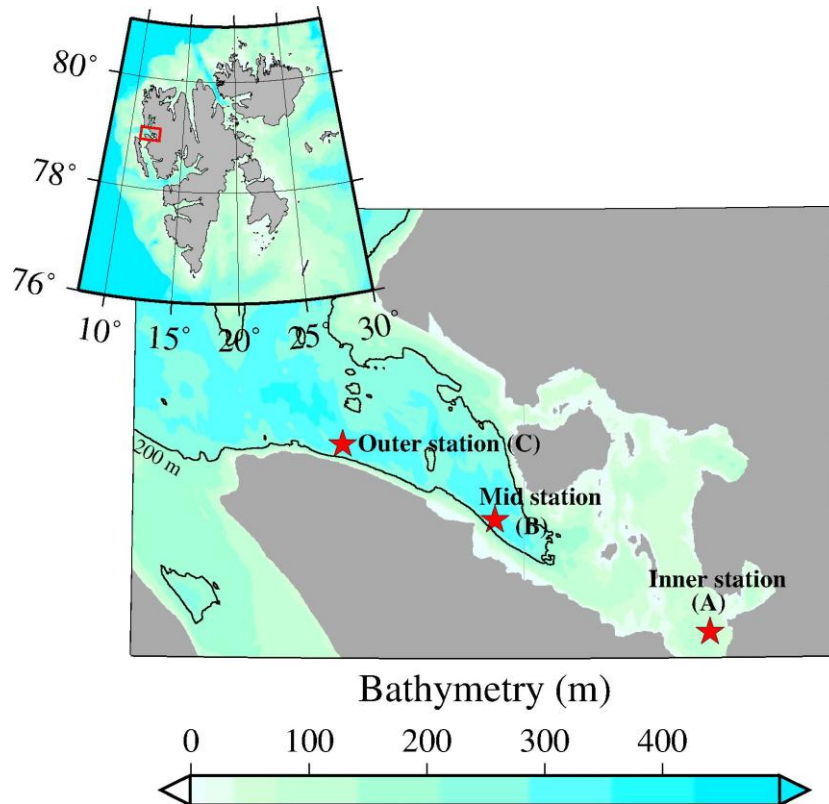 80°
78°
76°
10° 15° 20° 25° 30°
200 m
Outer station (C)
Mid station
(B)
Inner station
(A)
Bathymetry (m)
0 100 200 300 400